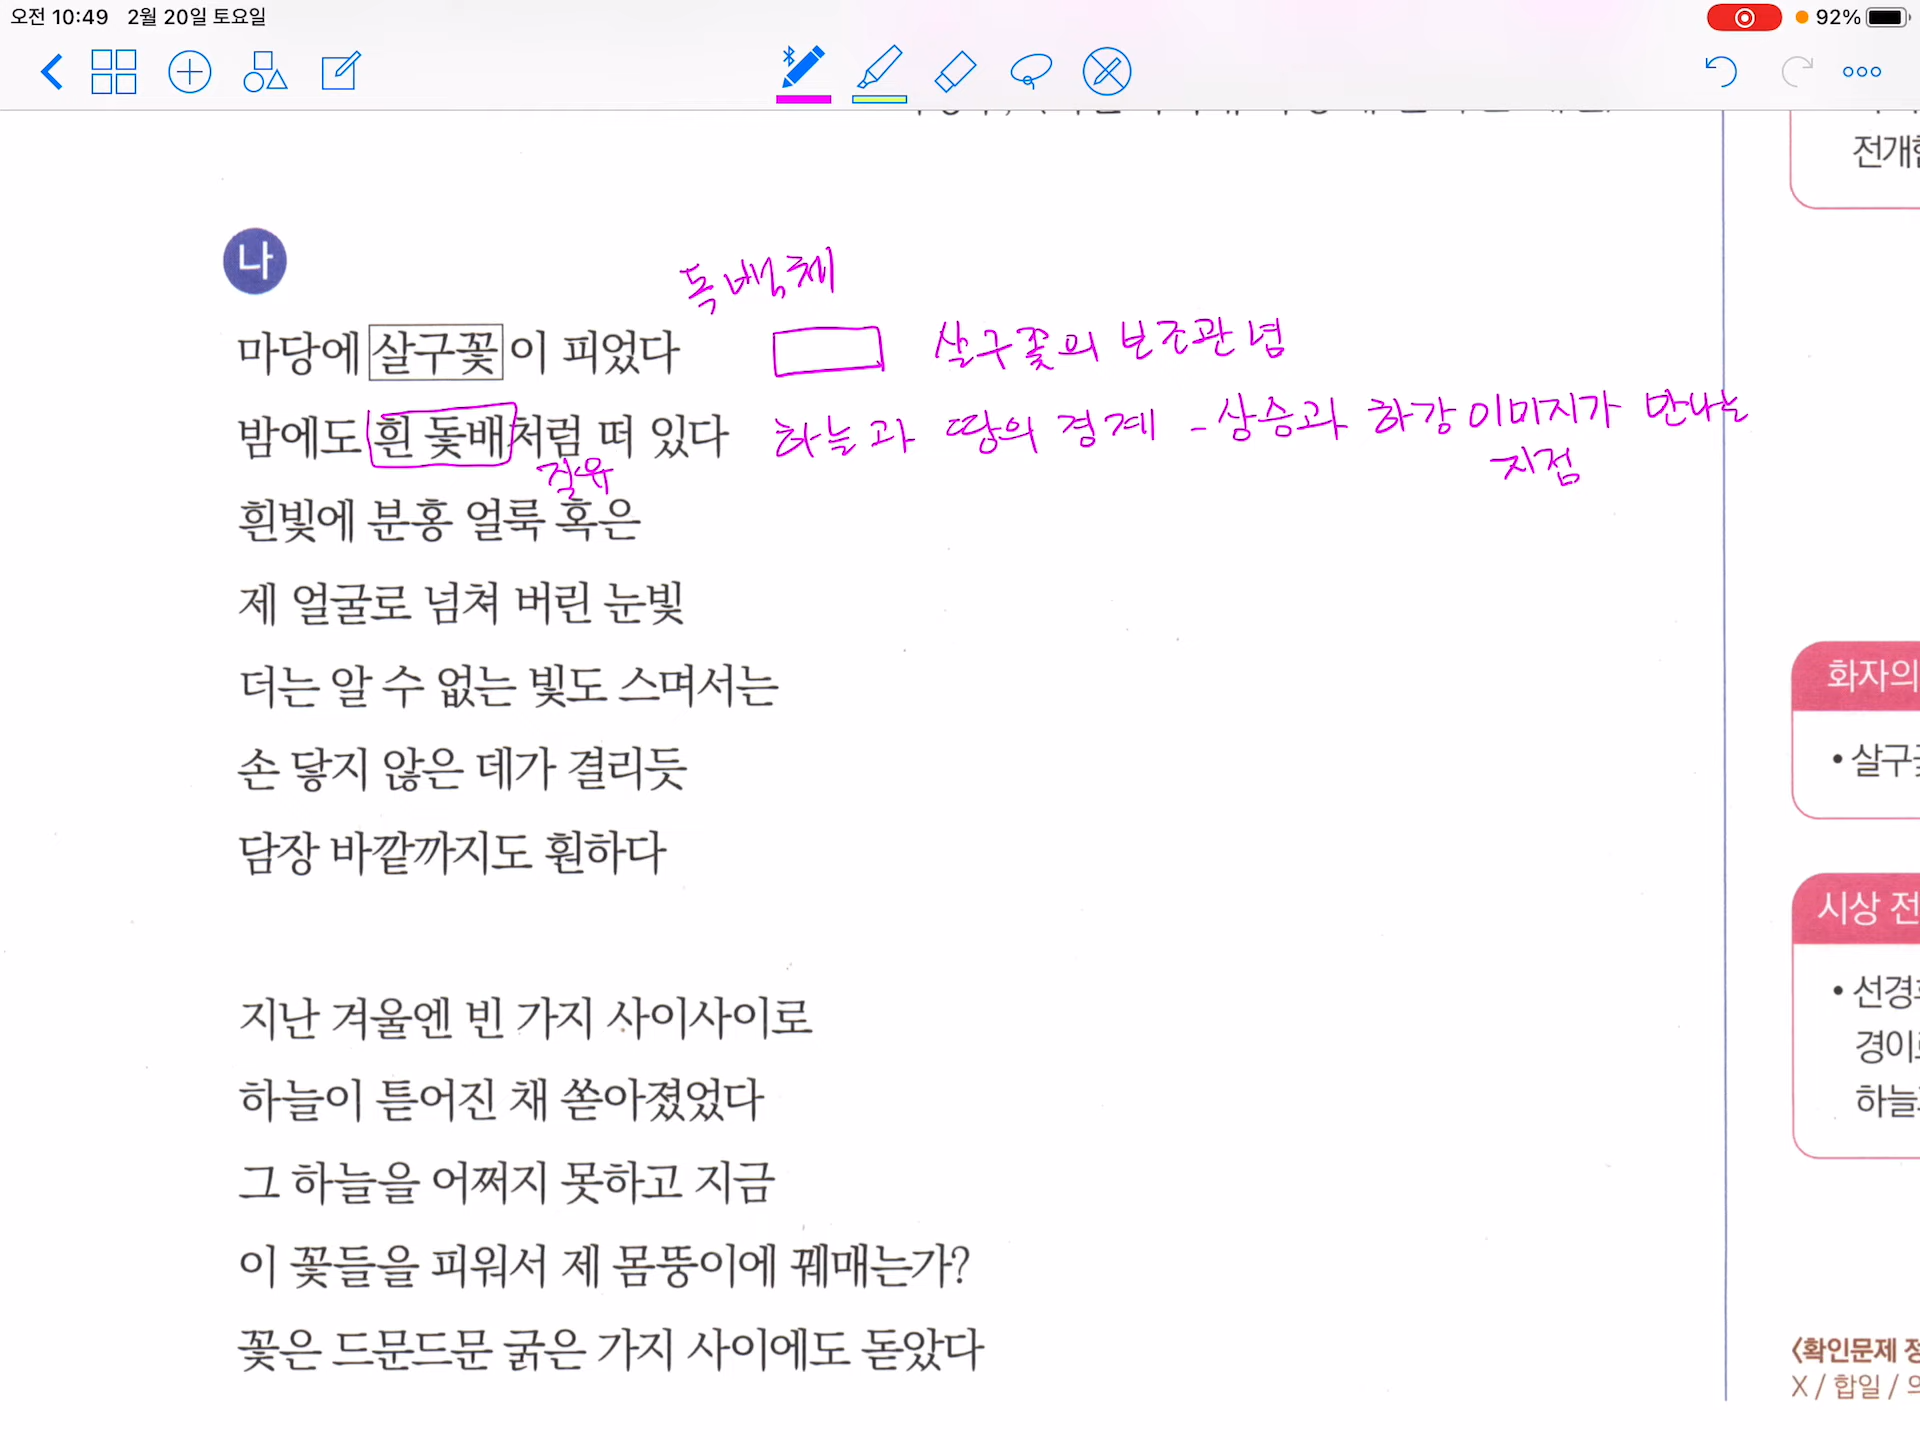 오전 10:49 2월 20일 토요일
92%
전개
나
독백체
마당에 살구꽃이 피었다
살구꽃의 보조관념
밤에도 흰 돛배처럼 떠 있다
하늘과 땅의 경계 - 상승과 하강 이미지가 만나는
지점
직유
흰빛에 분홍 얼룩 혹은
제 얼굴로 넘쳐 버린 눈빛
더는 알 수 없는 빛도 스며서는
손 닿지 않은 데가 결리듯
담장 바깥까지도 훤하다
지난 겨울엔 빈 가지 사이사이로
하늘이 튿어진 채 쏟아졌었다
그 하늘을 어쩌지 못하고 지금
이 꽃들을 피워서 제 몸뚱이에 꿰매는가?
꽃은 드문드문 굵은 가지 사이에도 돋았다
화자의
• 살구
시상 전
• 선경
경이
하늘
<확인문제 정
X / 합일 /